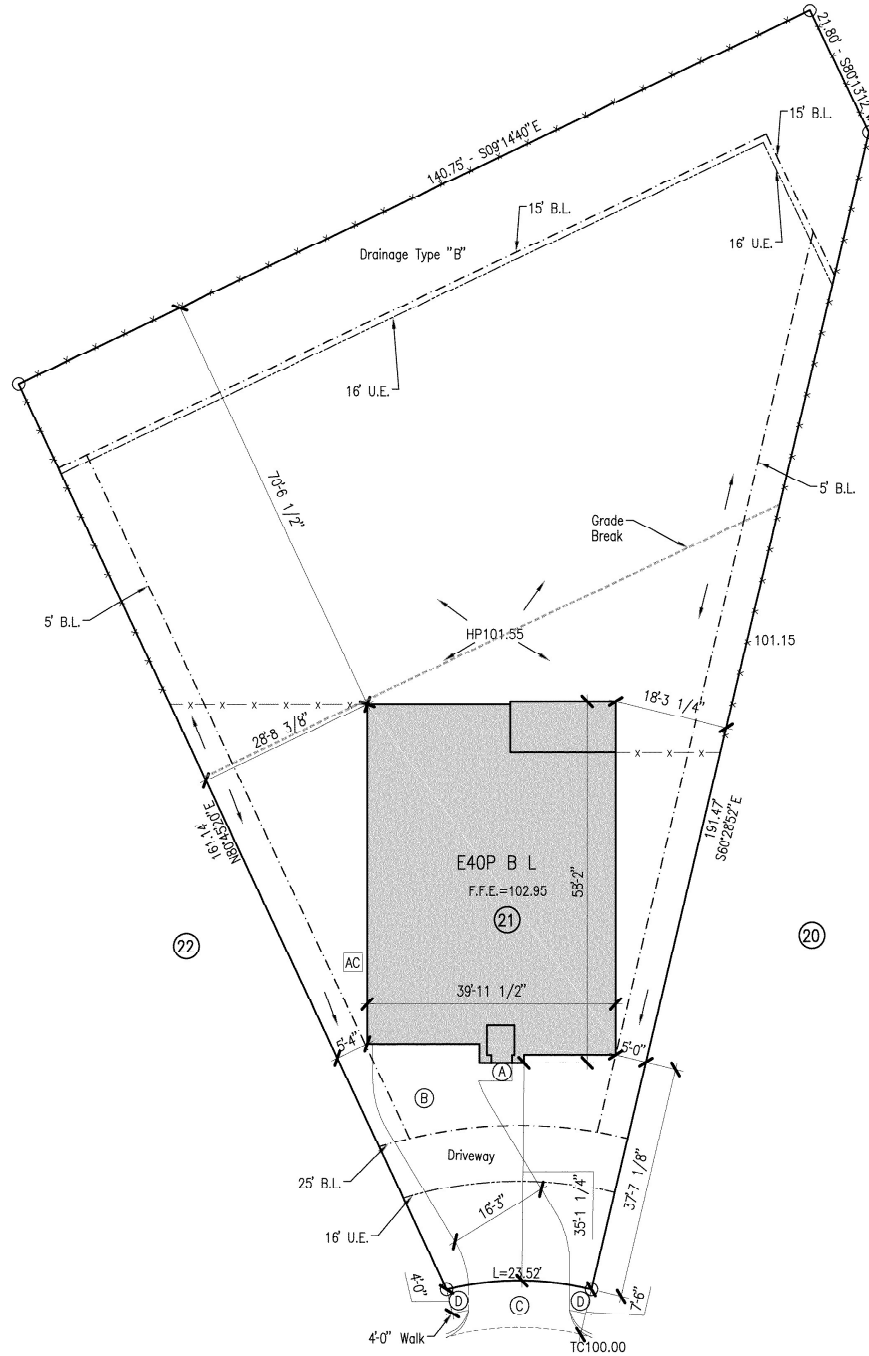 21.80' - S80°13'12
15' B.L.
140.75' - S09°14'40"E
15' B.L.
16' U.E.
Drainage Type "B"
16' U.E.
70'-6 1/2"
5' B.L.
Grade
Break
5' B.L.
HP101.55
101.15
18'-3 1/4"
28'-8 3/8"
161.14'
N80°45'20"E
191.47'
S60°28'52"E
E40P B L
F.F.E.=102.95
21
58'-2"
22
20
AC
39'-11 1/2"
5'-4"
5'-0"
A
B
Driveway
25' B.L.
37'-7 1/8"
16'-3"
35'-1 1/4"
16' U.E.
L=23.52'
4'-0"
D
C
D
7'-6"
4'-0" Walk
TC100.00